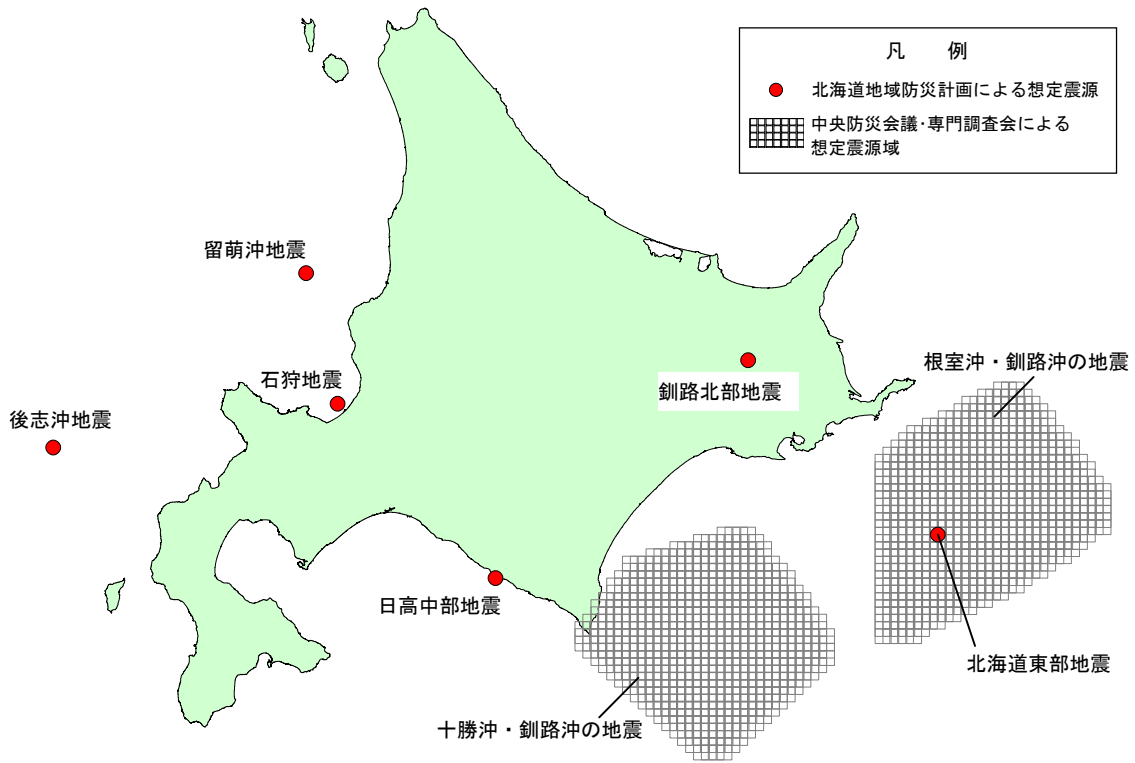 凡　例
北海道地域防災計画による想定震源
中央防災会議・専門調査会による
想定震源域
留萌沖地震
石狩地震
後志沖地震
釧路北部地震
根室沖・釧路沖の地震
日高中部地震
北海道東部地震
十勝沖・釧路沖の地震